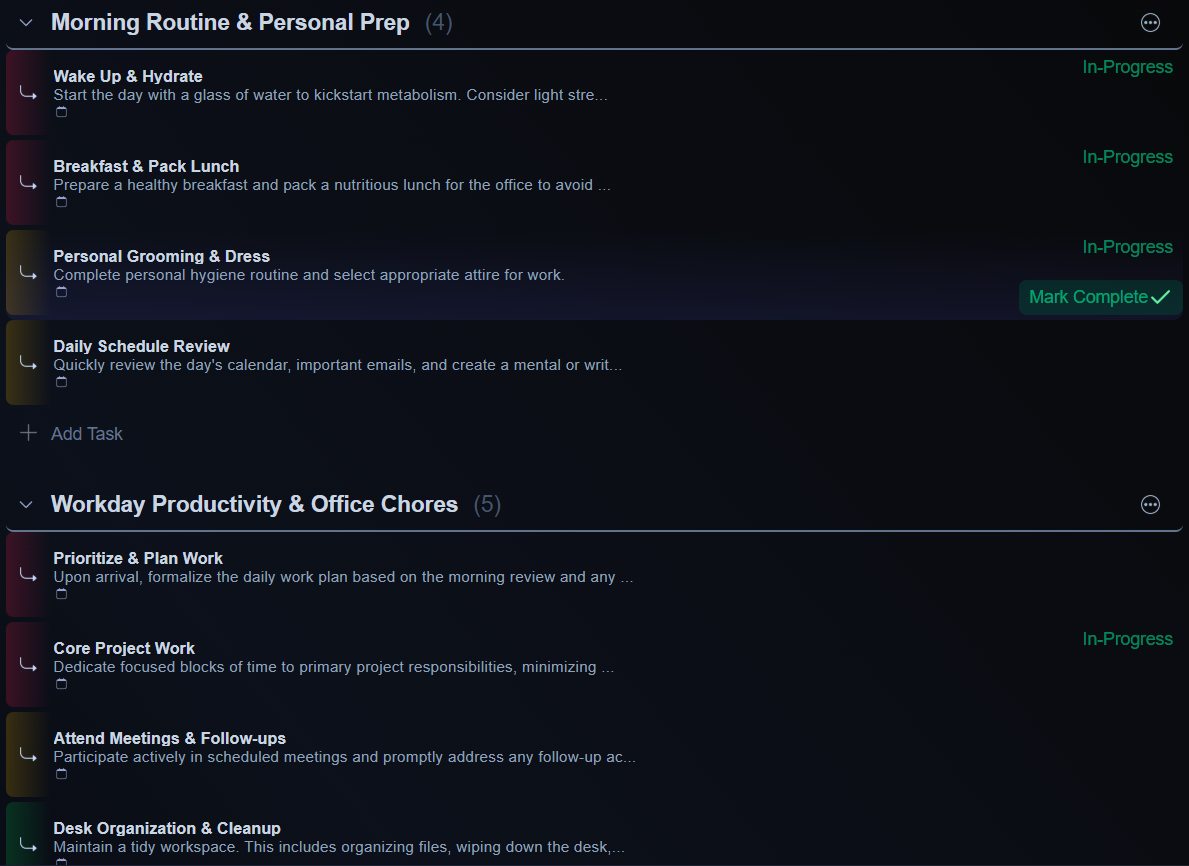 Morning Routine & Personal Prep (4)
Wake Up & Hydrate
In-Progress
Start the day with a glass of water to kickstart metabolism. Consider light stre...
Breakfast & Pack Lunch
In-Progress
Prepare a healthy breakfast and pack a nutritious lunch for the office to avoid ...
Personal Grooming & Dress
In-Progress
Complete personal hygiene routine and select appropriate attire for work.
Mark Complete
Daily Schedule Review
Quickly review the day's calendar, important emails, and create a mental or writ...
Add Task
Workday Productivity & Office Chores (5)
Prioritize & Plan Work
Upon arrival, formalize the daily work plan based on the morning review and any ...
Core Project Work
In-Progress
Dedicate focused blocks of time to primary project responsibilities, minimizing ...
Attend Meetings & Follow-ups
Participate actively in scheduled meetings and promptly address any follow-up ac...
Desk Organization & Cleanup
Maintain a tidy workspace. This includes organizing files, wiping down the desk,...